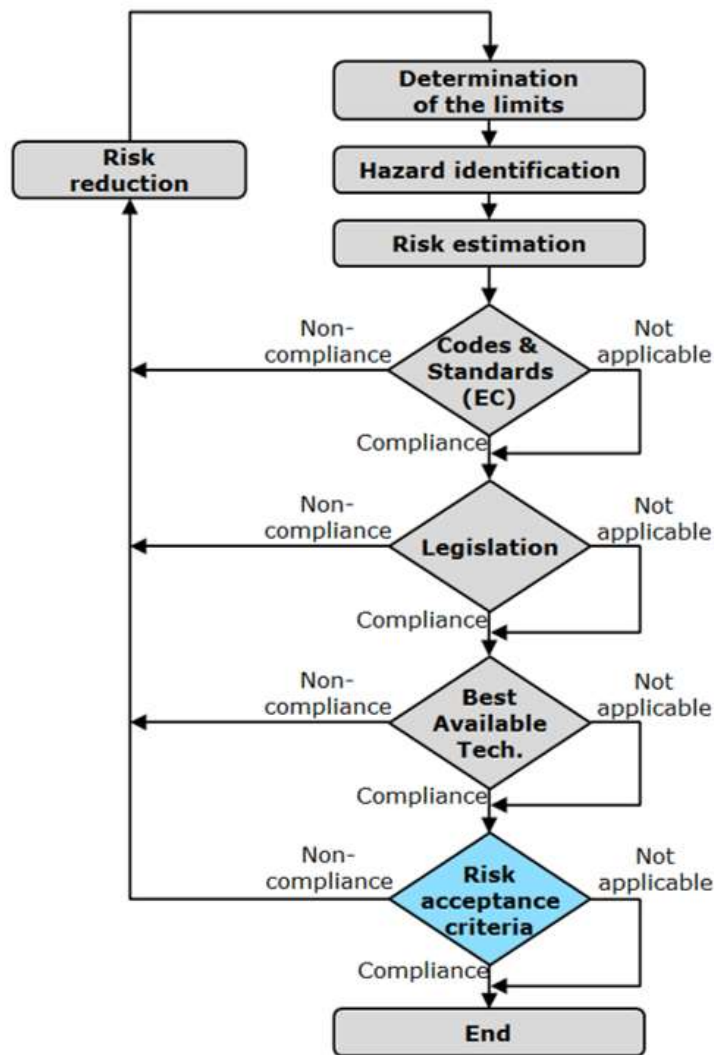 Determination
of the limits
Risk
reduction
Hazard identification
Risk estimation
Non-
compliance
Codes &
Standards
(EC)
Not
applicable
Compliance
Non-
compliance
Legislation
Not
applicable
Compliance
Non-
compliance
Best
Available
Tech.
Not
applicable
Compliance
Non-
compliance
Risk
acceptance
criteria
Not
applicable
Compliance
End